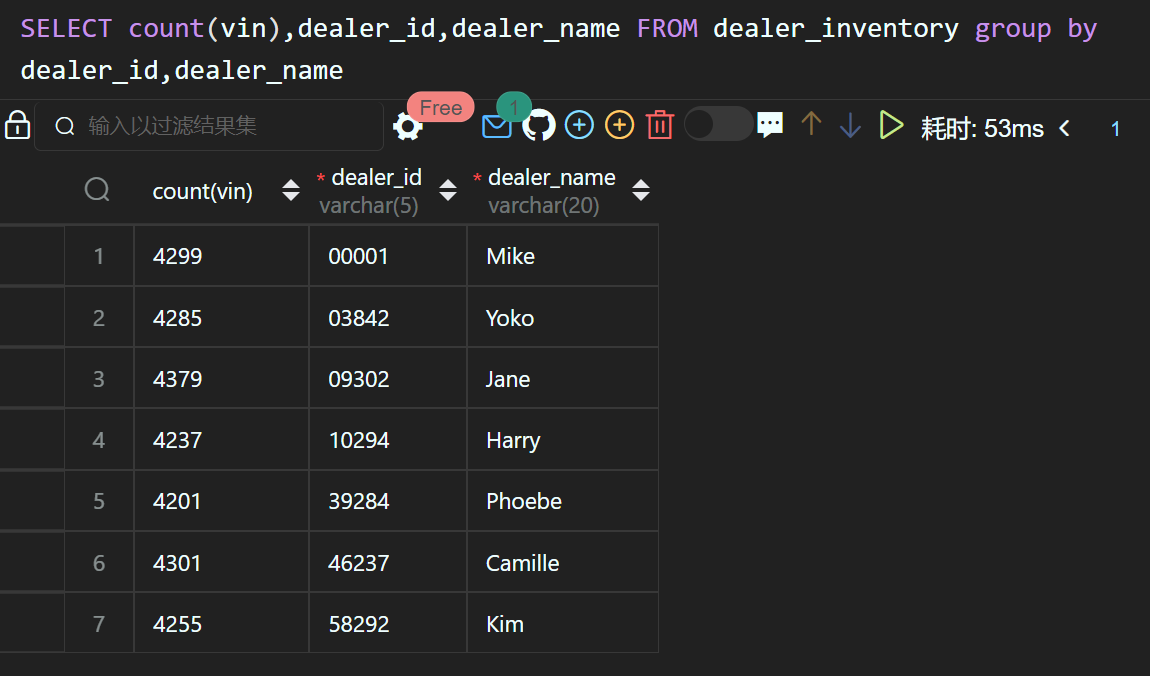 SELECT count(vin),dealer_id,dealer_name FROM dealer_inventory group by
dealer_id,dealer_name
输入以过滤结果集 Free 1 耗时: 53ms 1
count(vin) * dealer_id * dealer_name
varchar(5) varchar(20)
1 4299 00001 Mike
2 4285 03842 Yoko
3 4379 09302 Jane
4 4237 10294 Harry
5 4201 39284 Phoebe
6 4301 46237 Camille
7 4255 58292 Kim